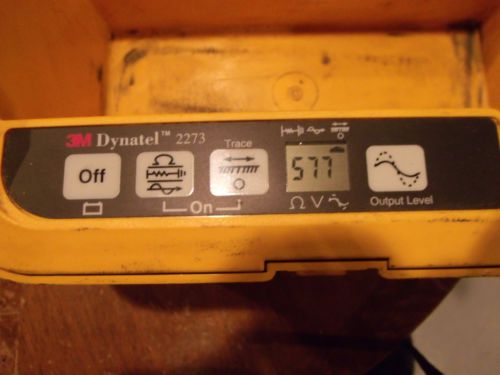 3M Dynatel™ 2273
Trace
Off
577
On
Ω V
Output Level